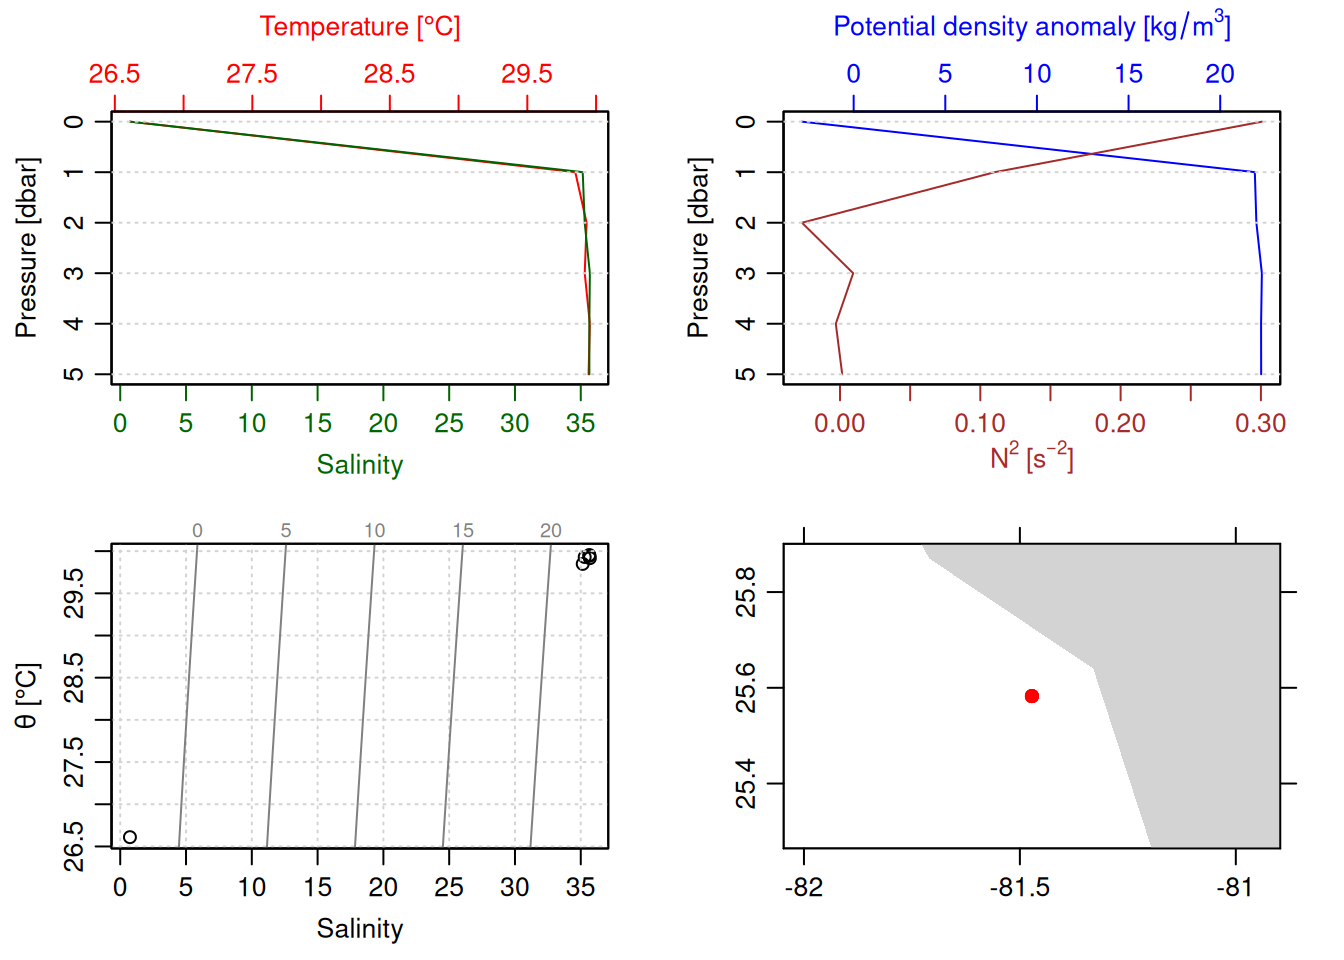 Temperature [°C]
26.5 27.5 28.5 29.5
Pressure [dbar]
0
1
2
3
4
5
0 5 10 15 20 25 30 35
Salinity
Potential density anomaly [kg/m³]
0 5 10 15 20
Pressure [dbar]
0
1
2
3
4
5
0.00 0.10 0.20 0.30
N² [s⁻²]
0 5 10 15 20
θ [°C]
29.5
28.5
27.5
26.5
0 5 10 15 20 25 30 35
Salinity
25.8
25.6
25.4
-82 -81.5 -81